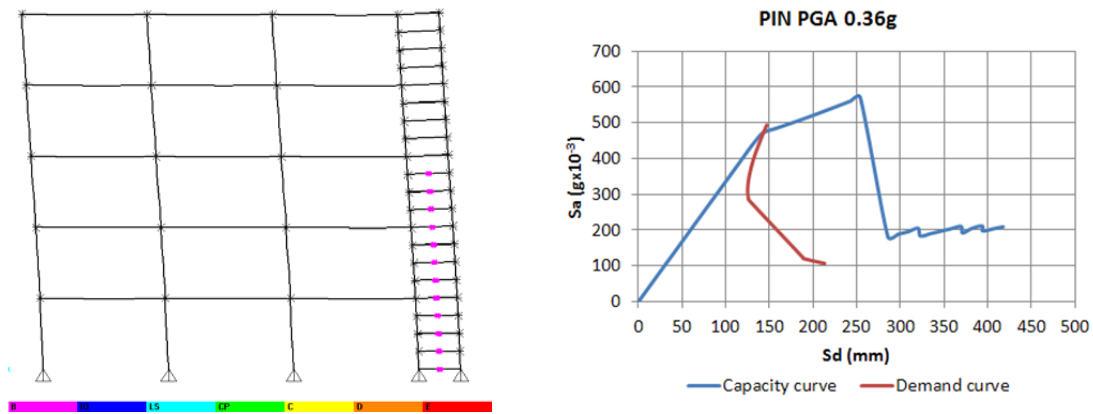 PIN PGA 0.36g
700
600
500
400
300
200
100
0
Sa (gx10⁻³)
0 50 100 150 200 250 300 350 400 450 500
Sd (mm)
Capacity curve Demand curve
B LS CP C D E